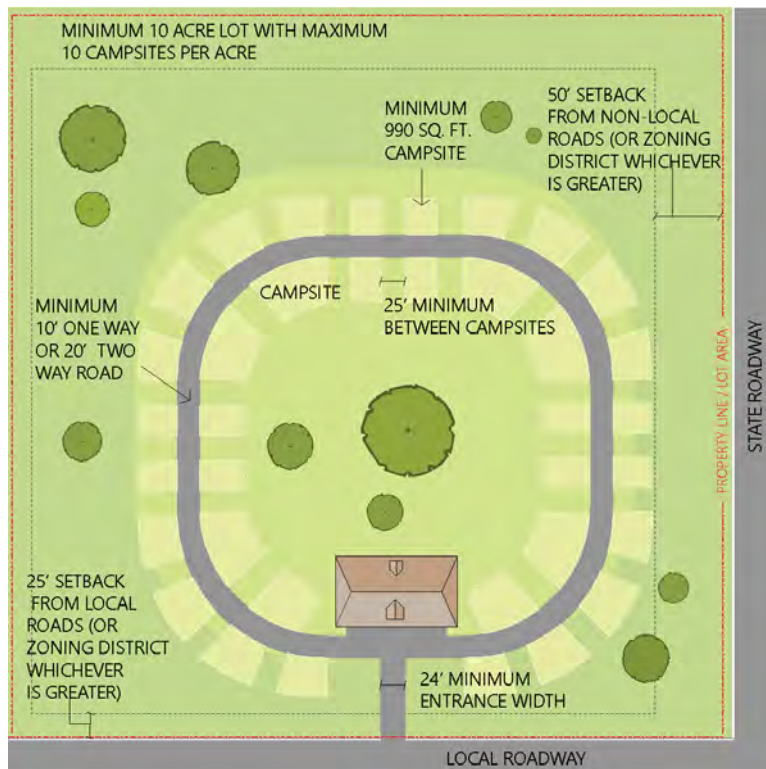 MINIMUM 10 ACRE LOT WITH MAXIMUM
10 CAMPSITES PER ACRE
MINIMUM
990 SQ. FT.
CAMPSITE
50' SETBACK
FROM NON-LOCAL
ROADS (OR ZONING
DISTRICT WHICHEVER
IS GREATER)
CAMPSITE
25' MINIMUM
BETWEEN CAMPSITES
MINIMUM
10' ONE WAY
OR 20' TWO
WAY ROAD
PROPERTY LINE / LOT AREA
STATE ROADWAY
25' SETBACK
FROM LOCAL
ROADS (OR
ZONING DISTRICT
WHICHEVER
IS GREATER)
24' MINIMUM
ENTRANCE WIDTH
LOCAL ROADWAY